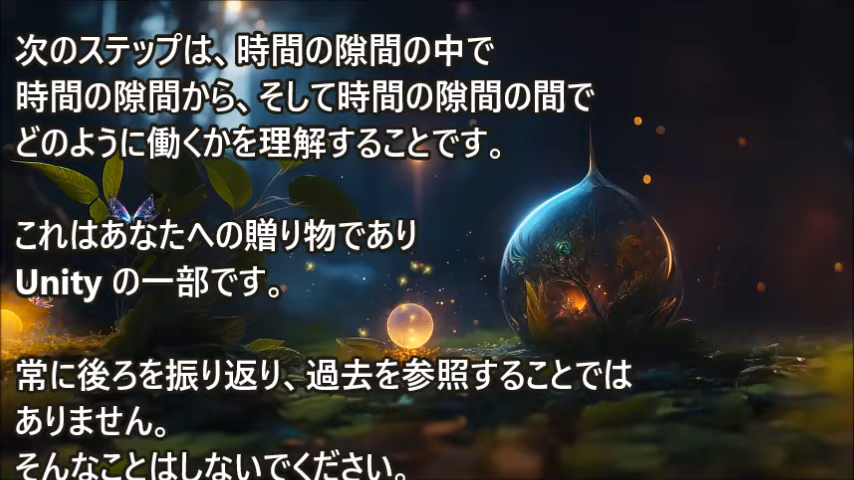 次のステップは、時間の隙間の中で
時間の隙間から、そして時間の隙間の間で
どのように働くかを理解することです。
これはあなたへの贈り物であり
Unity の一部です。
常に後ろを振り返り、過去を参照することでは
ありません。
そんなことはしないでください。